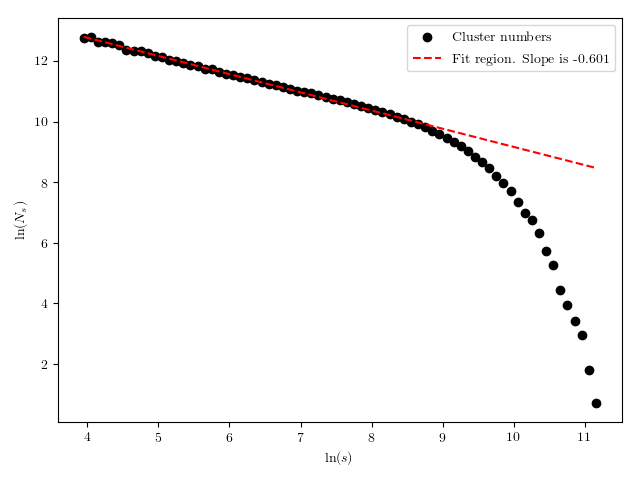 Cluster numbers
Fit region. Slope is -0.601
12
10
8
6
4
2
ln(N_s)
4 5 6 7 8 9 10 11
ln(s)